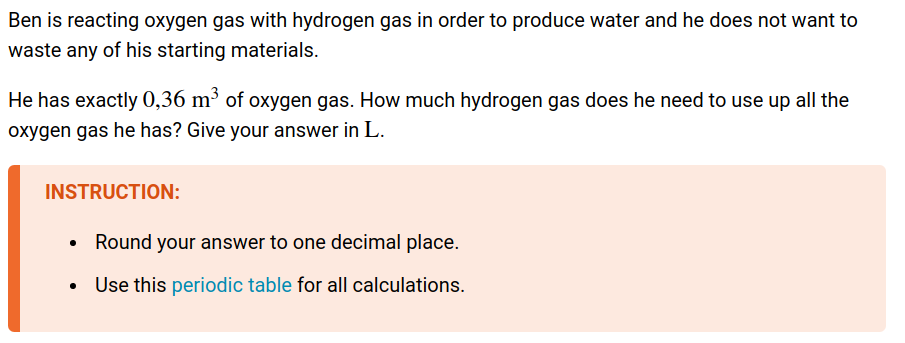 Ben is reacting oxygen gas with hydrogen gas in order to produce water and he does not want to
waste any of his starting materials.
He has exactly 0,36 m³ of oxygen gas. How much hydrogen gas does he need to use up all the
oxygen gas he has? Give your answer in L.
INSTRUCTION:
• Round your answer to one decimal place.
• Use this periodic table for all calculations.